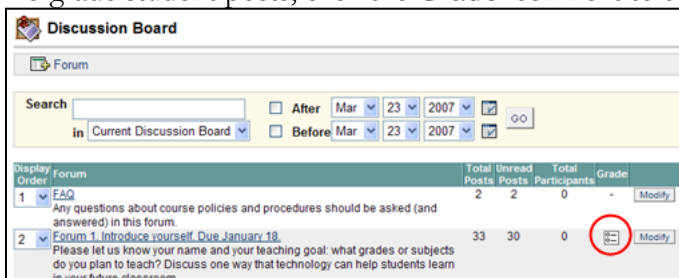 Discussion Board
Forum
Search After Mar 23 2007
in Current Discussion Board Before Mar 23 2007 GO
Display Order Forum Total Posts Unread Posts Total Participants Grade
1 FAQ 2 2 0 - Modify
Any questions about course policies and procedures should be asked (and
answered) in this forum.
2 Forum 1. Introduce yourself. Due January 18. 33 30 0 Modify
Please let us know your name and your teaching goal: what grades or subjects
do you plan to teach? Discuss one way that technology can help students learn
in your future classroom.